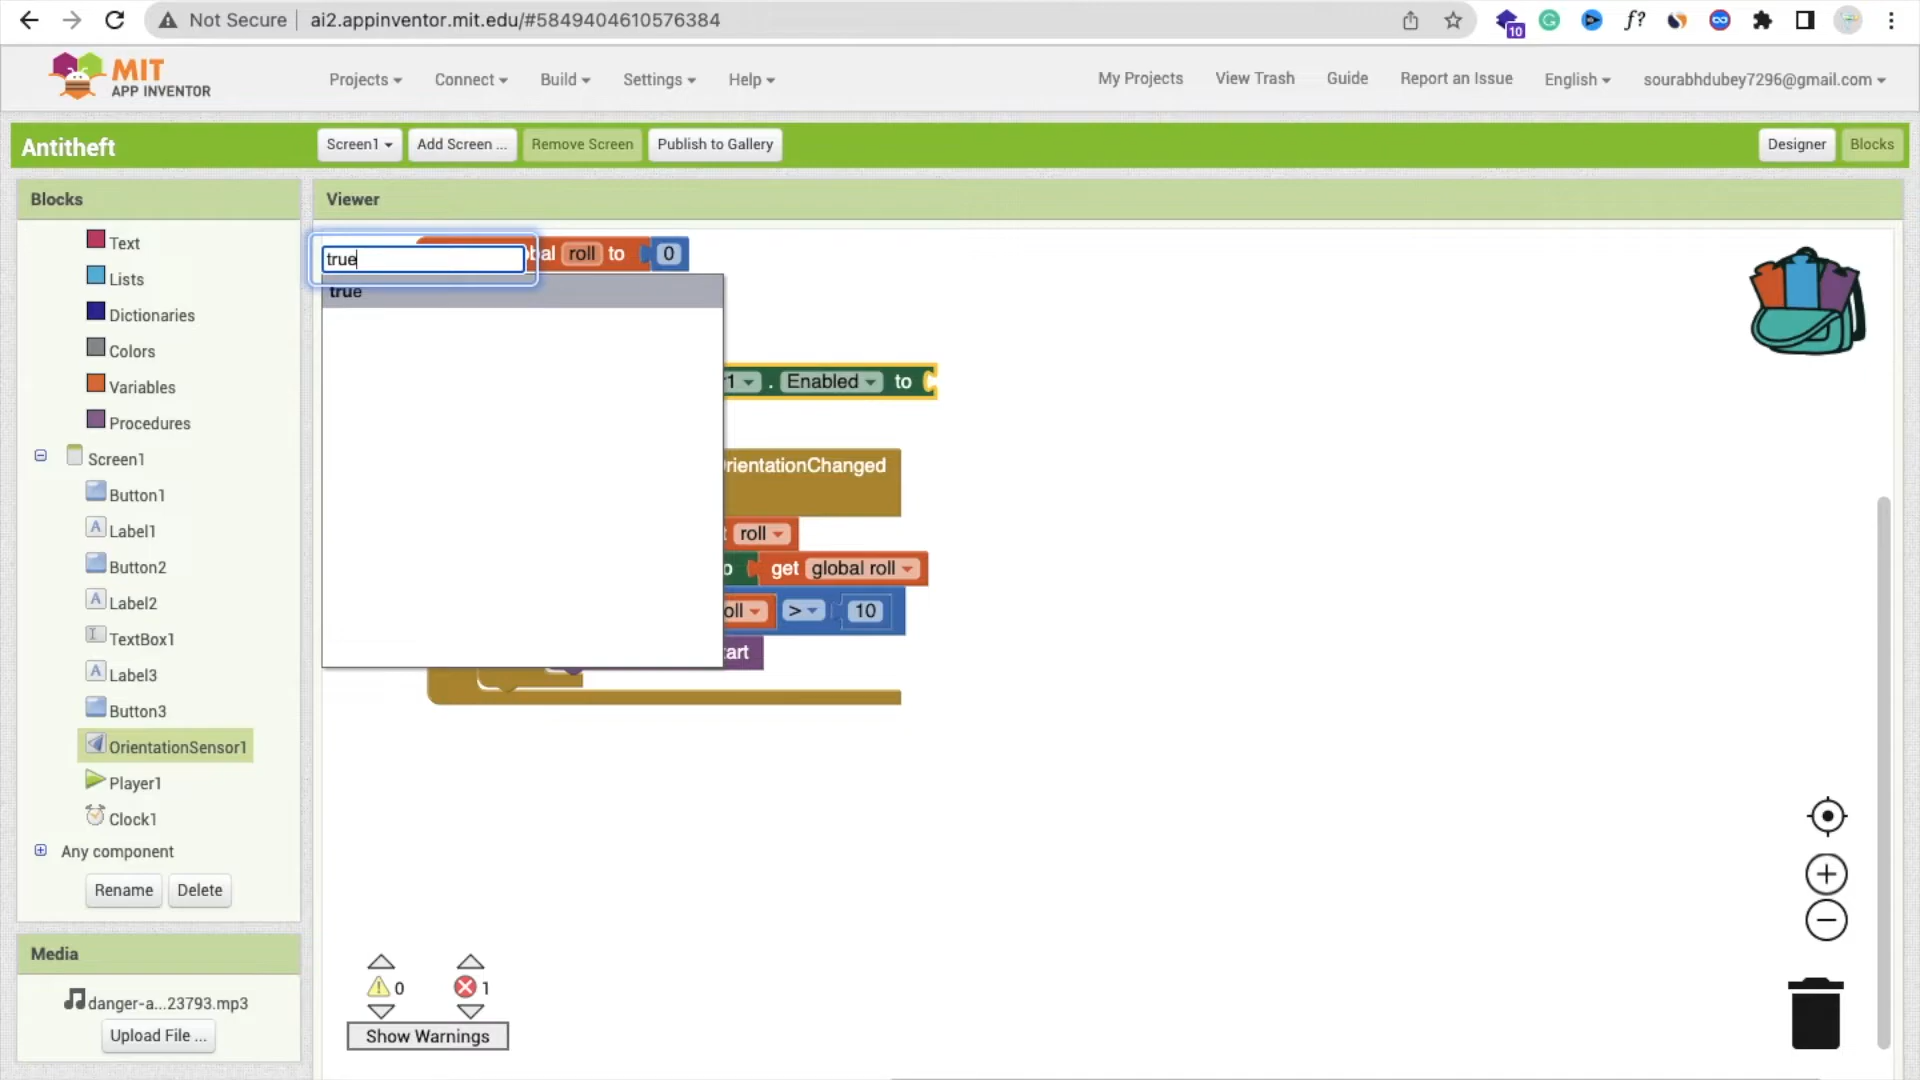 Not Secure
ai2.appinventor.mit.edu/#5849404610576384
10
f?
MIT
APP INVENTOR
Projects
Connect
Build
Settings
Help
My Projects
View Trash
Guide
Report an Issue
English
sourabhdubey7296@gmail.com
Antitheft
Screen1
Add Screen ...
Remove Screen
Publish to Gallery
Designer
Blocks
Blocks
Viewer
Text
Lists
Dictionaries
Colors
Variables
Procedures
Screen1
Button1
Label1
Button2
Label2
TextBox1
Label3
Button3
OrientationSensor1
Player1
Clock1
Any component
Rename
Delete
Media
danger-a...23793.mp3
Upload File ...
true
bal roll to 0
true
r1 . Enabled to
rientationChanged
t roll
o get global roll
oll > 10
art
0
1
Show Warnings